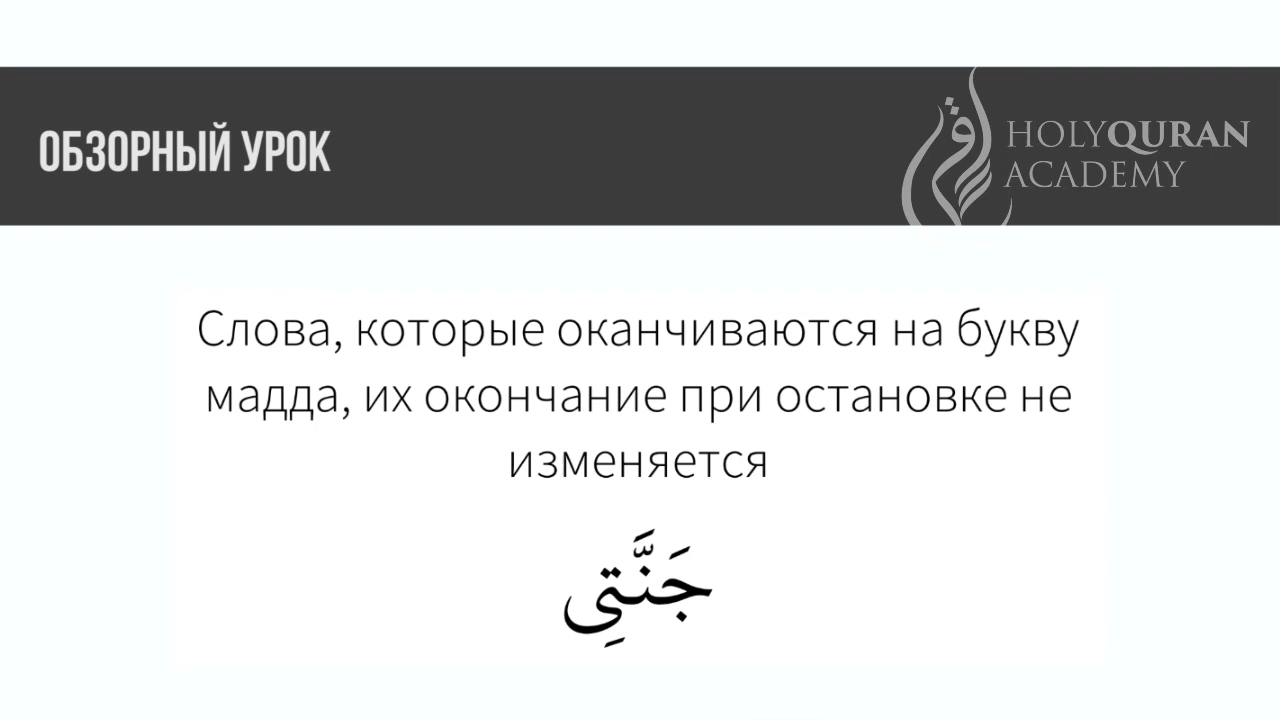 ОБЗОРНЫЙ УРОК
HOLYQURAN
ACADEMY
Слова, которые оканчиваются на букву
мадда, их окончание при остановке не
изменяется
جَنَّتِى